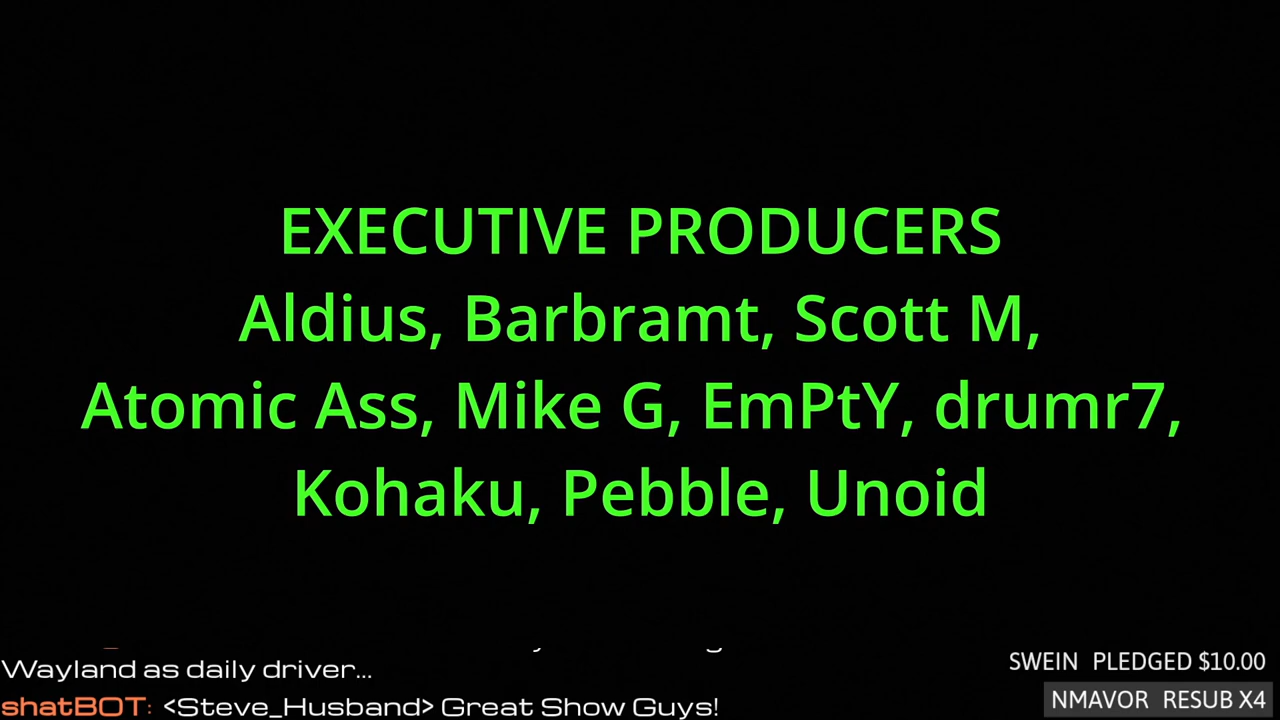 EXECUTIVE PRODUCERS
Aldius, Barbramt, Scott M,
Atomic Ass, Mike G, EmPtY, drumr7,
Kohaku, Pebble, Unoid
Wayland as daily driver...
shatBOT: <Steve_Husband> Great Show Guys!
SWEIN PLEDGED $10.00
NMAVOR RESUB X4